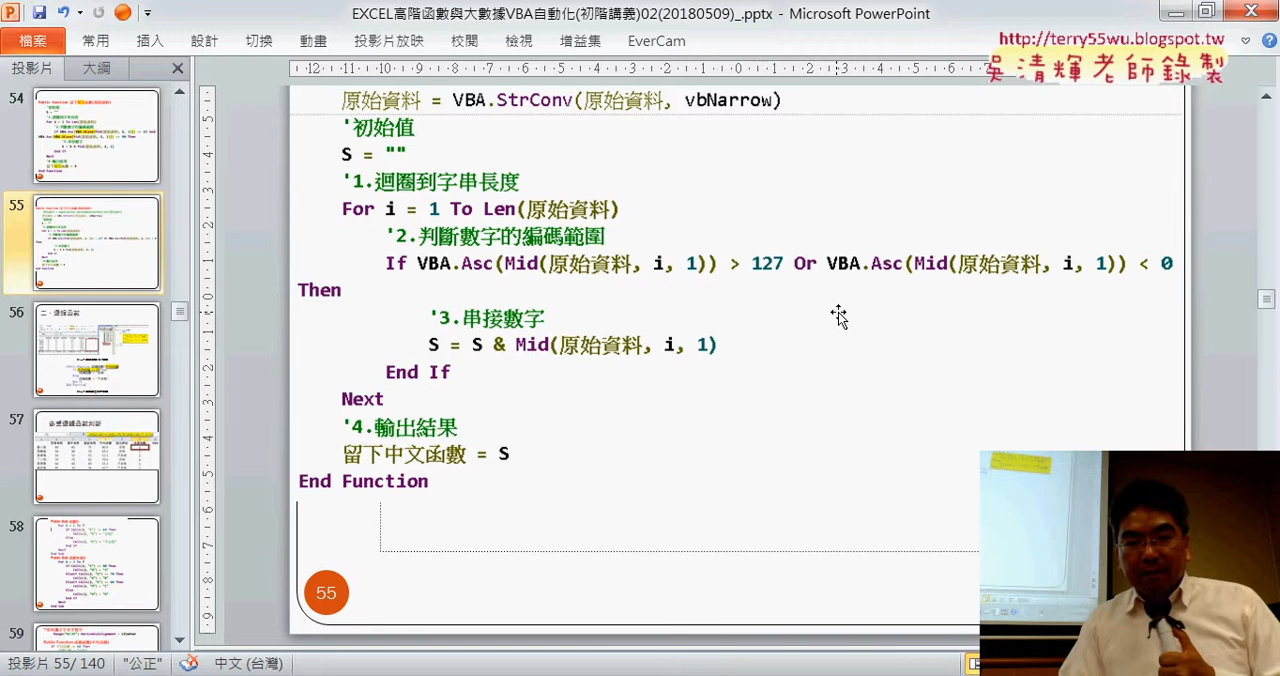 EXCEL高階函數與大數據VBA自動化(初階講義)02(20180509)_.pptx - Microsoft PowerPoint
檔案 常用 插入 設計 切換 動畫 投影片放映 校閱 檢視 增益集 EverCam
http://terry55wu.blogspot.tw
吳清輝老師錄製
投影片 大綱
54
55
56
57
58
59
原始資料 = VBA.StrConv(原始資料, vbNarrow)
'初始值
S = ""
'1.迴圈到字串長度
For i = 1 To Len(原始資料)
'2.判斷數字的編碼範圍
If VBA.Asc(Mid(原始資料, i, 1)) > 127 Or VBA.Asc(Mid(原始資料, i, 1)) < 0
Then
'3.串接數字
S = S & Mid(原始資料, i, 1)
End If
Next
'4.輸出結果
留下中文函數 = S
End Function
55
投影片 55/ 140 "公正" 中文 (台灣)